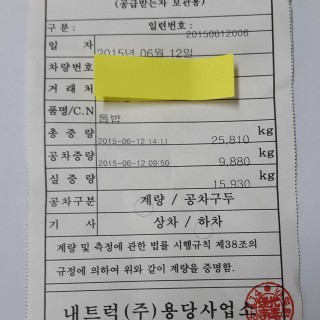 (공급받는자 보관용)
구 분 : 일련번호 : 20150612006
일 자 2015년 06월 12일
차량번호
거 래 처
품명/C.N 톱밥
총 중 량 2015-06-12 14:11 25,810 kg
공차중량 2015-06-12 09:50 9,880 kg
실 중 량 15,930 kg
공차구분 계량 / 공차구두
기 사 상차 / 하차
계량 및 측정에 관한 법률 시행규칙 제38조의
규정에 의하여 위와 같이 계량을 증명함.
내트럭(주)용당사업소